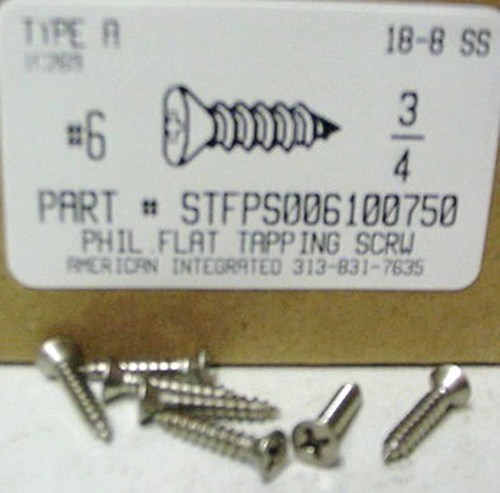 TYPE A
18-8 SS
#6
3
4
PART # STFPS006100750
PHIL FLAT TAPPING SCRW
AMERICAN INTEGRATED 313-831-7635